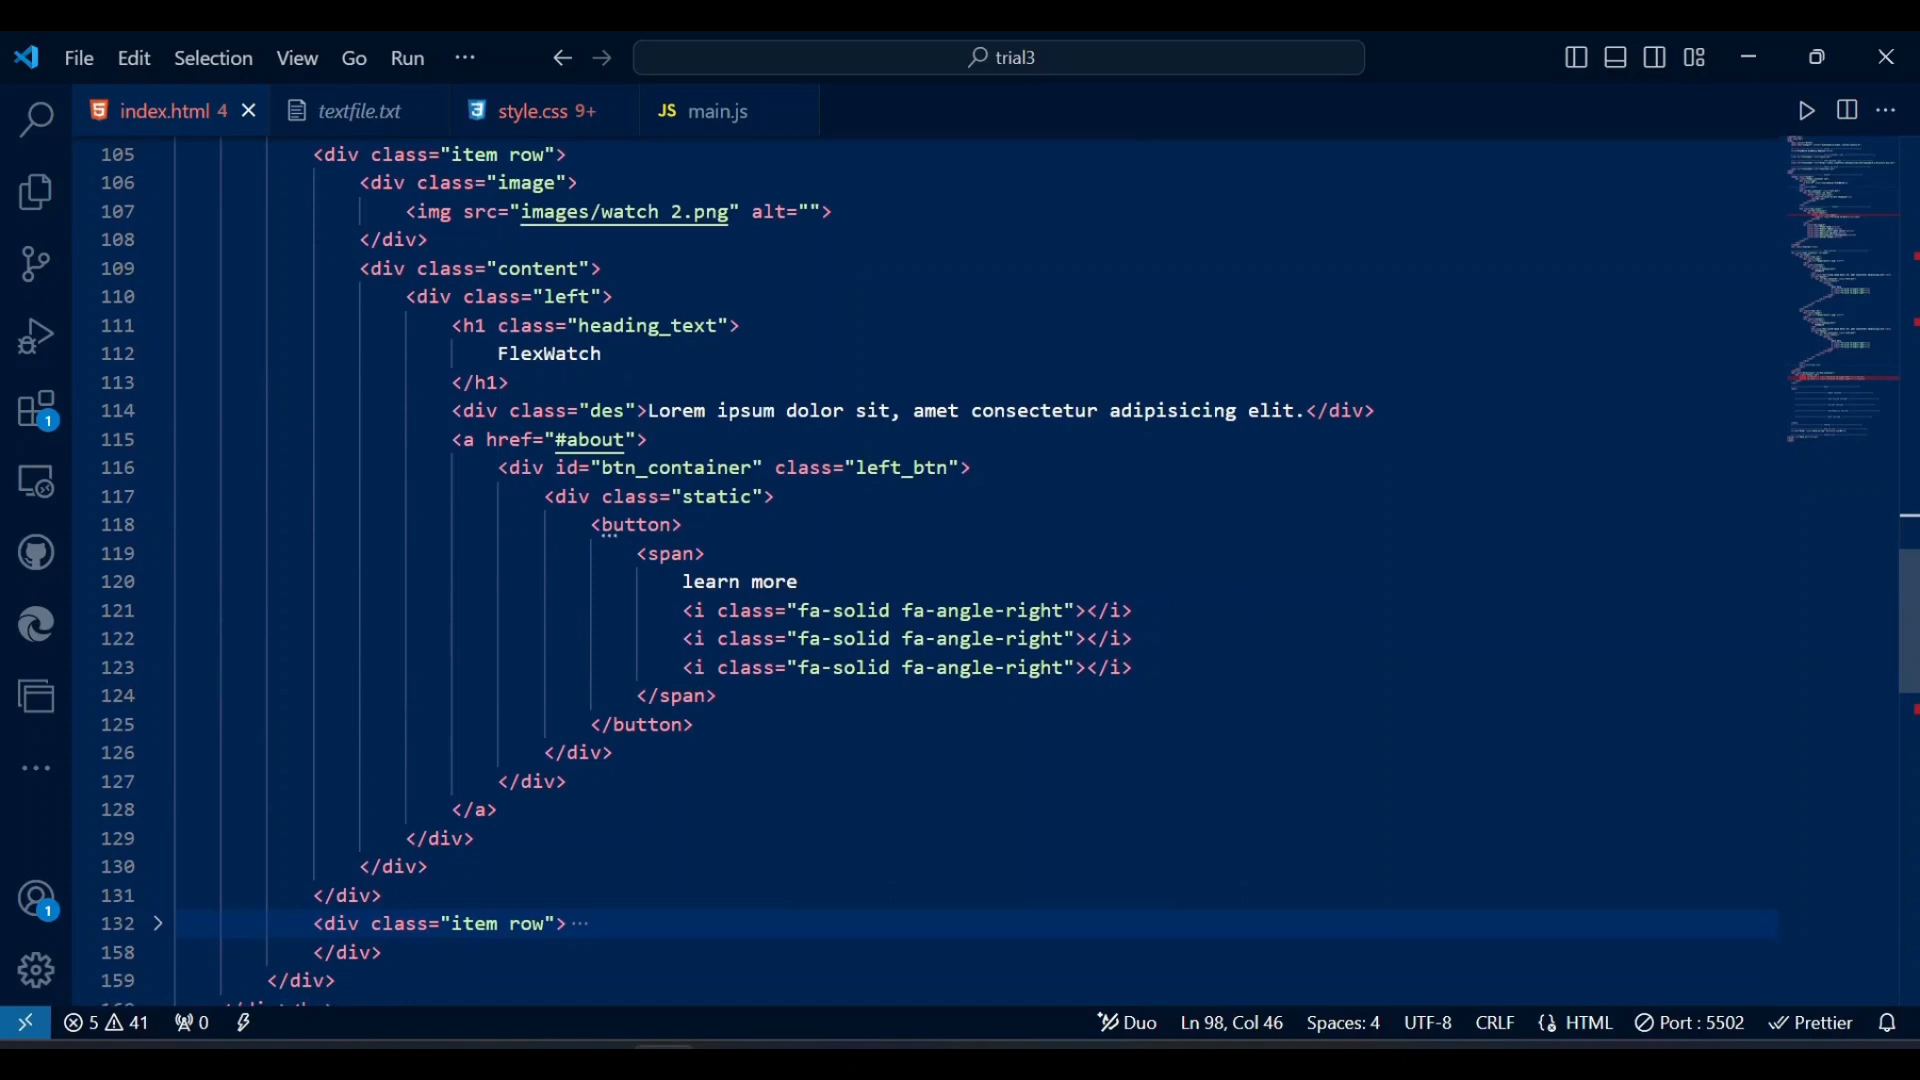 File Edit Selection View Go Run ··· trial3
index.html 4 textfile.txt style.css 9+ JS main.js
105 <div class="item row">
106 <div class="image">
107 <img src="images/watch 2.png" alt="">
108 </div>
109 <div class="content">
110 <div class="left">
111 <h1 class="heading_text">
112 FlexWatch
113 </h1>
114 <div class="des">Lorem ipsum dolor sit, amet consectetur adipisicing elit.</div>
115 <a href="#about">
116 <div id="btn_container" class="left_btn">
117 <div class="static">
118 <button>
119 <span>
120 learn more
121 <i class="fa-solid fa-angle-right"></i>
122 <i class="fa-solid fa-angle-right"></i>
123 <i class="fa-solid fa-angle-right"></i>
124 </span>
125 </button>
126 </div>
127 </div>
128 </a>
129 </div>
130 </div>
131 </div>
132 <div class="item row">···
158 </div>
159 </div>
1
1
5 41 0 Duo Ln 98, Col 46 Spaces: 4 UTF-8 CRLF HTML Port : 5502 Prettier